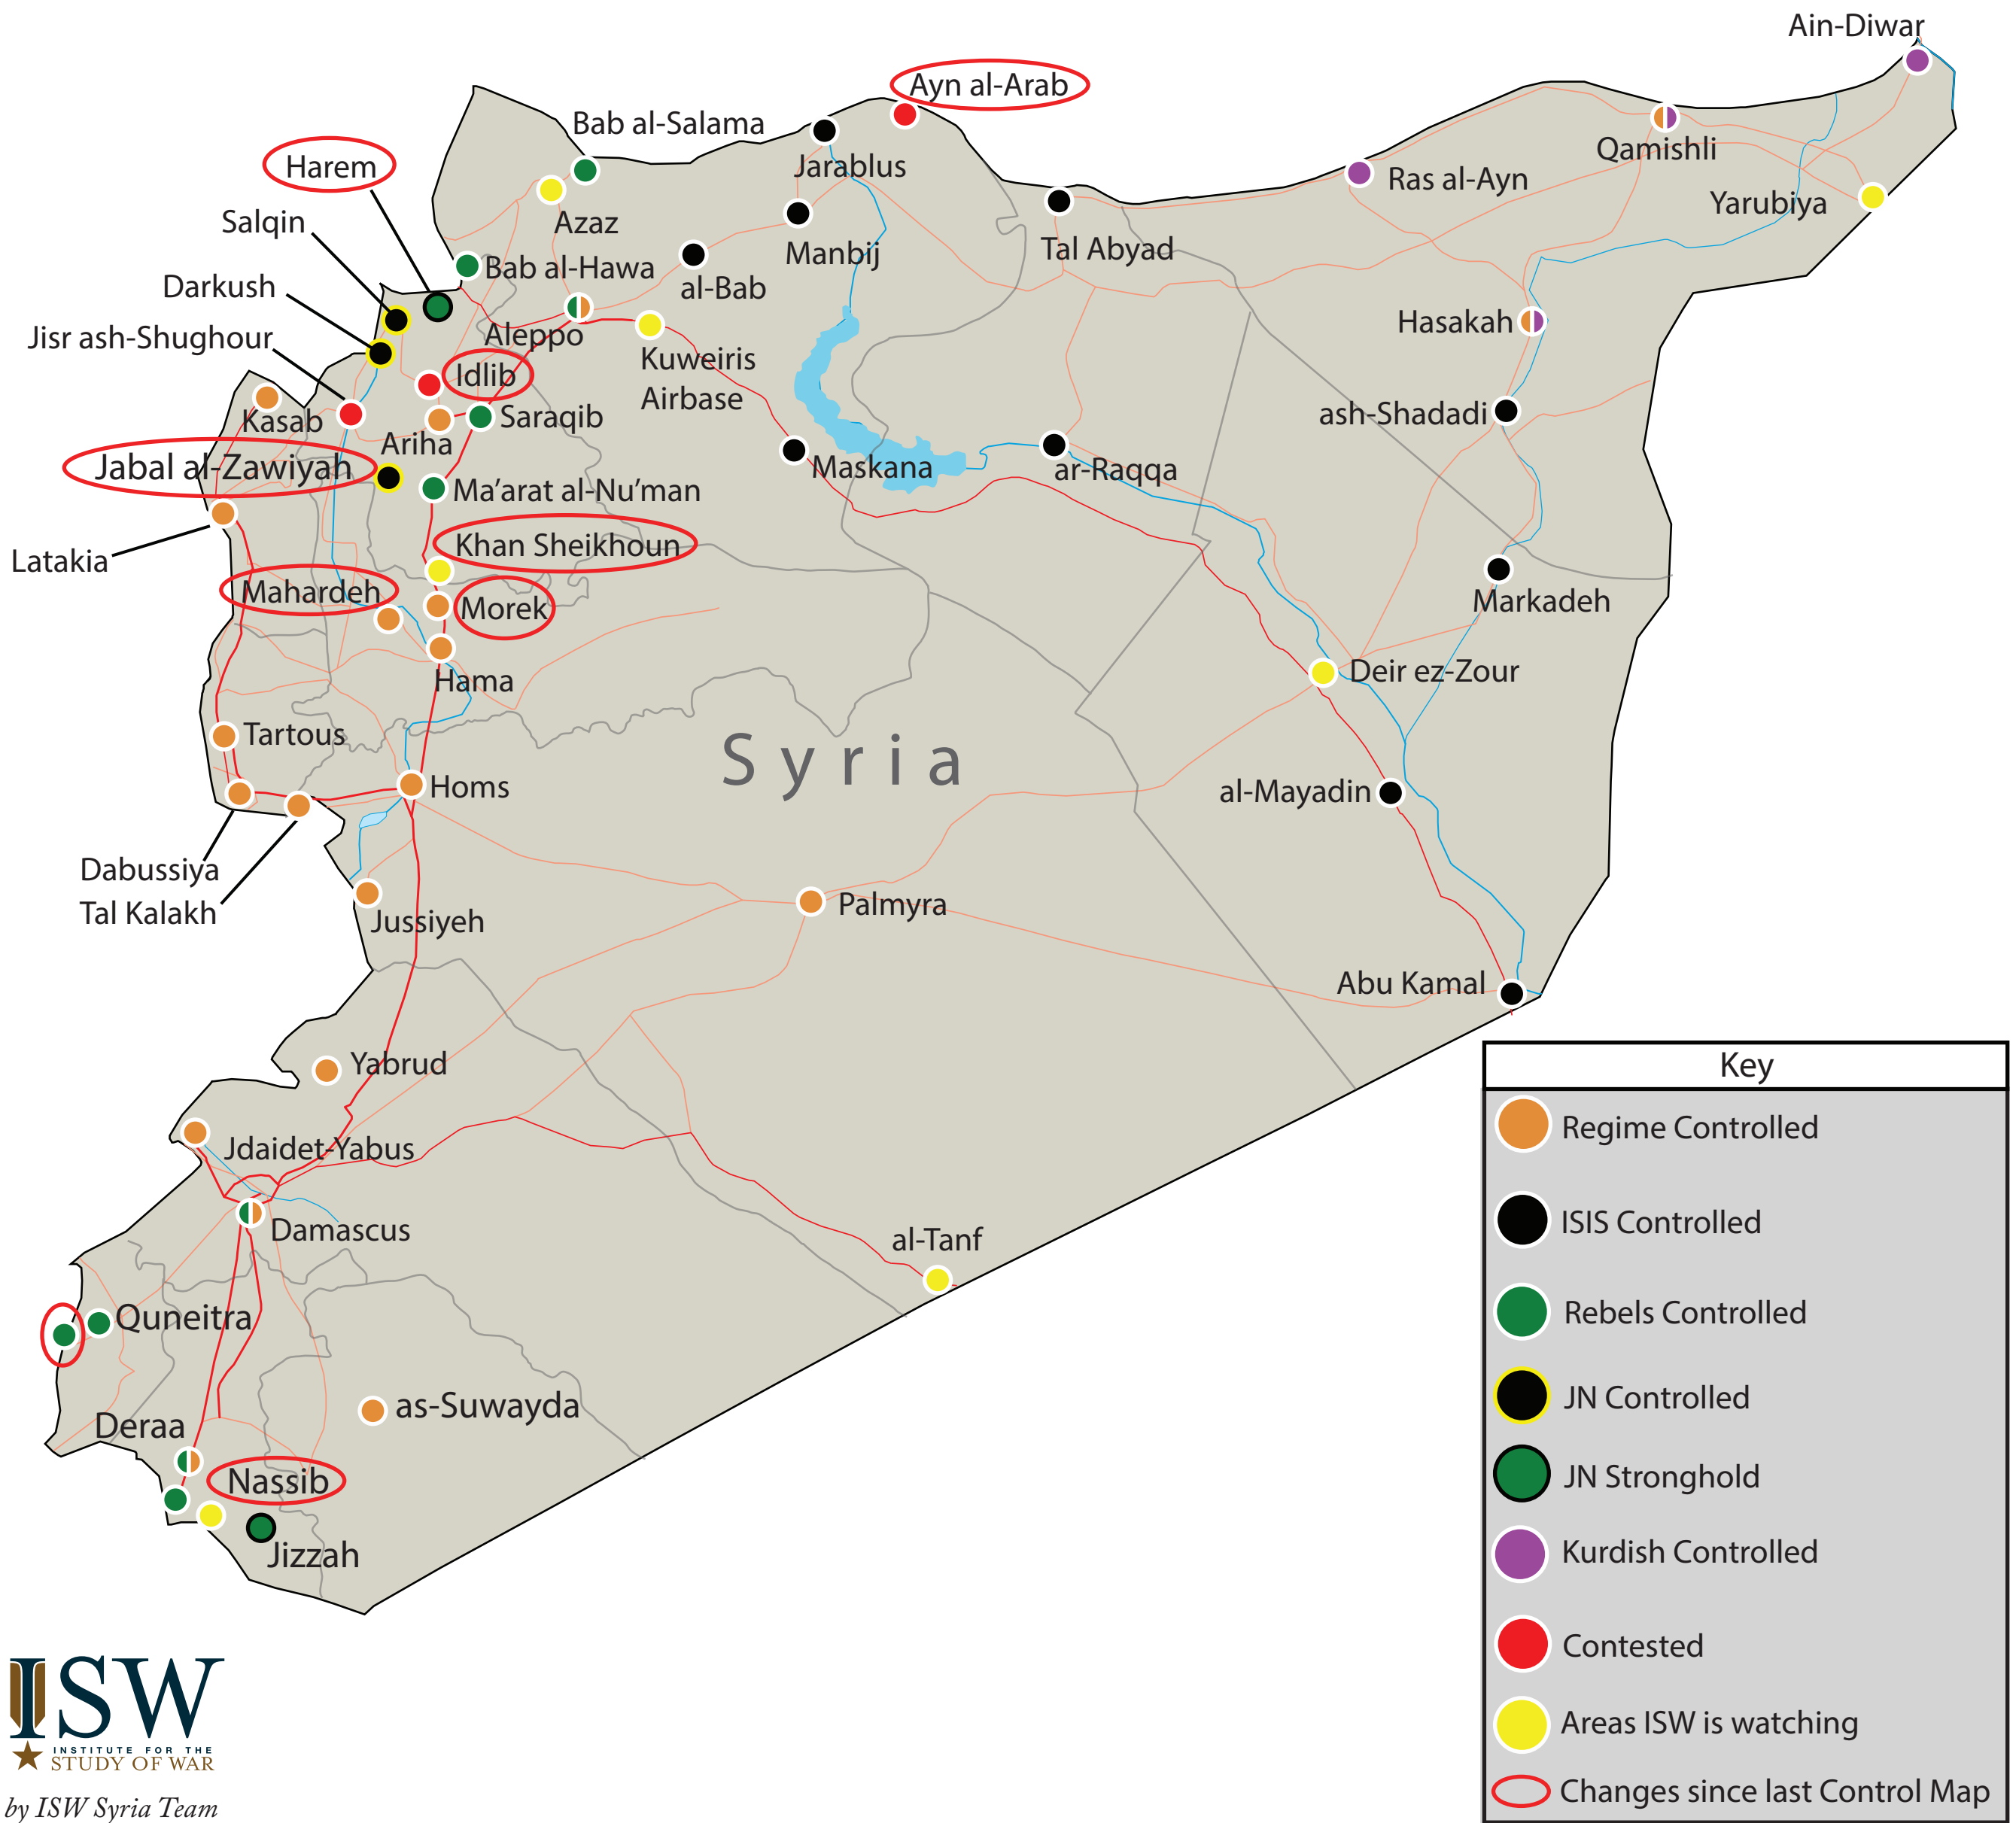 Ain-Diwar
Ayn al-Arab
Bab al-Salama
Jarablus
Qamishli
Harem
Ras al-Ayn
Yarubiya
Salqin
Azaz
Manbij
Tal Abyad
Bab al-Hawa
al-Bab
Darkush
Hasakah
Jisr ash-Shughour
Aleppo
Kuweiris
Airbase
Idlib
Kasab
Saraqib
ash-Shadadi
Ariha
Jabal al-Zawiyah
Maskana
ar-Raqqa
Ma’arat al-Nu’man
Khan Sheikhoun
Latakia
Mahardeh
Morek
Markadeh
Hama
Deir ez-Zour
Tartous
Syria
Homs
al-Mayadin
Dabussiya
Tal Kalakh
Jussiyeh
Palmyra
Abu Kamal
Yabrud
Jdaidet-Yabus
Damascus
al-Tanf
Quneitra
as-Suwayda
Deraa
Nassib
Jizzah
Key
Regime Controlled
ISIS Controlled
Rebels Controlled
JN Controlled
JN Stronghold
Kurdish Controlled
Contested
Areas ISW is watching
Changes since last Control Map
ISW
INSTITUTE FOR THE
STUDY OF WAR
by ISW Syria Team